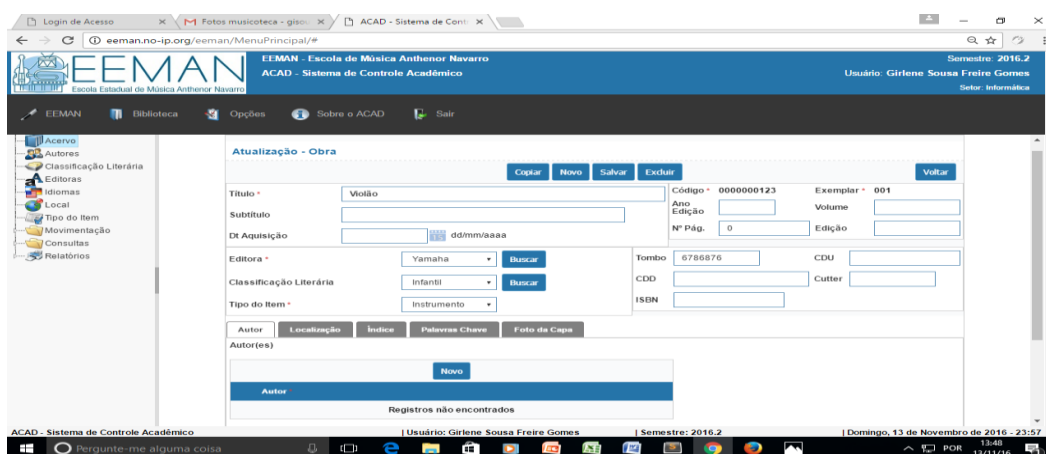 Login de Acesso
Fotos musicoteca - gisou
ACAD - Sistema de Cont
eeman.no-ip.org/eeman/MenuPrincipal/#
EEMAN
Escola Estadual de Música Anthenor Navarro
EEMAN - Escola de Música Anthenor Navarro
ACAD - Sistema de Controle Acadêmico
Semestre: 2016.2
Usuário: Girlene Sousa Freire Gomes
Setor: Informática
EEMAN Biblioteca Opções Sobre o ACAD Sair
Acervo
Autores
Classificação Literária
Editoras
Idiomas
Local
Tipo do Item
Movimentação
Consultas
Relatórios
Atualização - Obra
Copiar Novo Salvar Excluir Voltar
Título * Violão
Código * 0000000123 Exemplar * 001
Subtítulo
Ano Edição Volume
Dt Aquisição dd/mm/aaaa
Nº Pág. 0 Edição
Editora * Yamaha Buscar
Tombo 6786876 CDU
Classificação Literária Infantil Buscar
CDD Cutter
Tipo do Item * Instrumento
ISBN
Autor Localização Índice Palavras Chave Foto da Capa
Autor(es)
Novo
Autor
Registros não encontrados
ACAD - Sistema de Controle Acadêmico | Usuário: Girlene Sousa Freire Gomes | Semestre: 2016.2 | Domingo, 13 de Novembro de 2016 - 23:57
Pergunte-me alguma coisa
POR
13:48
13/11/16